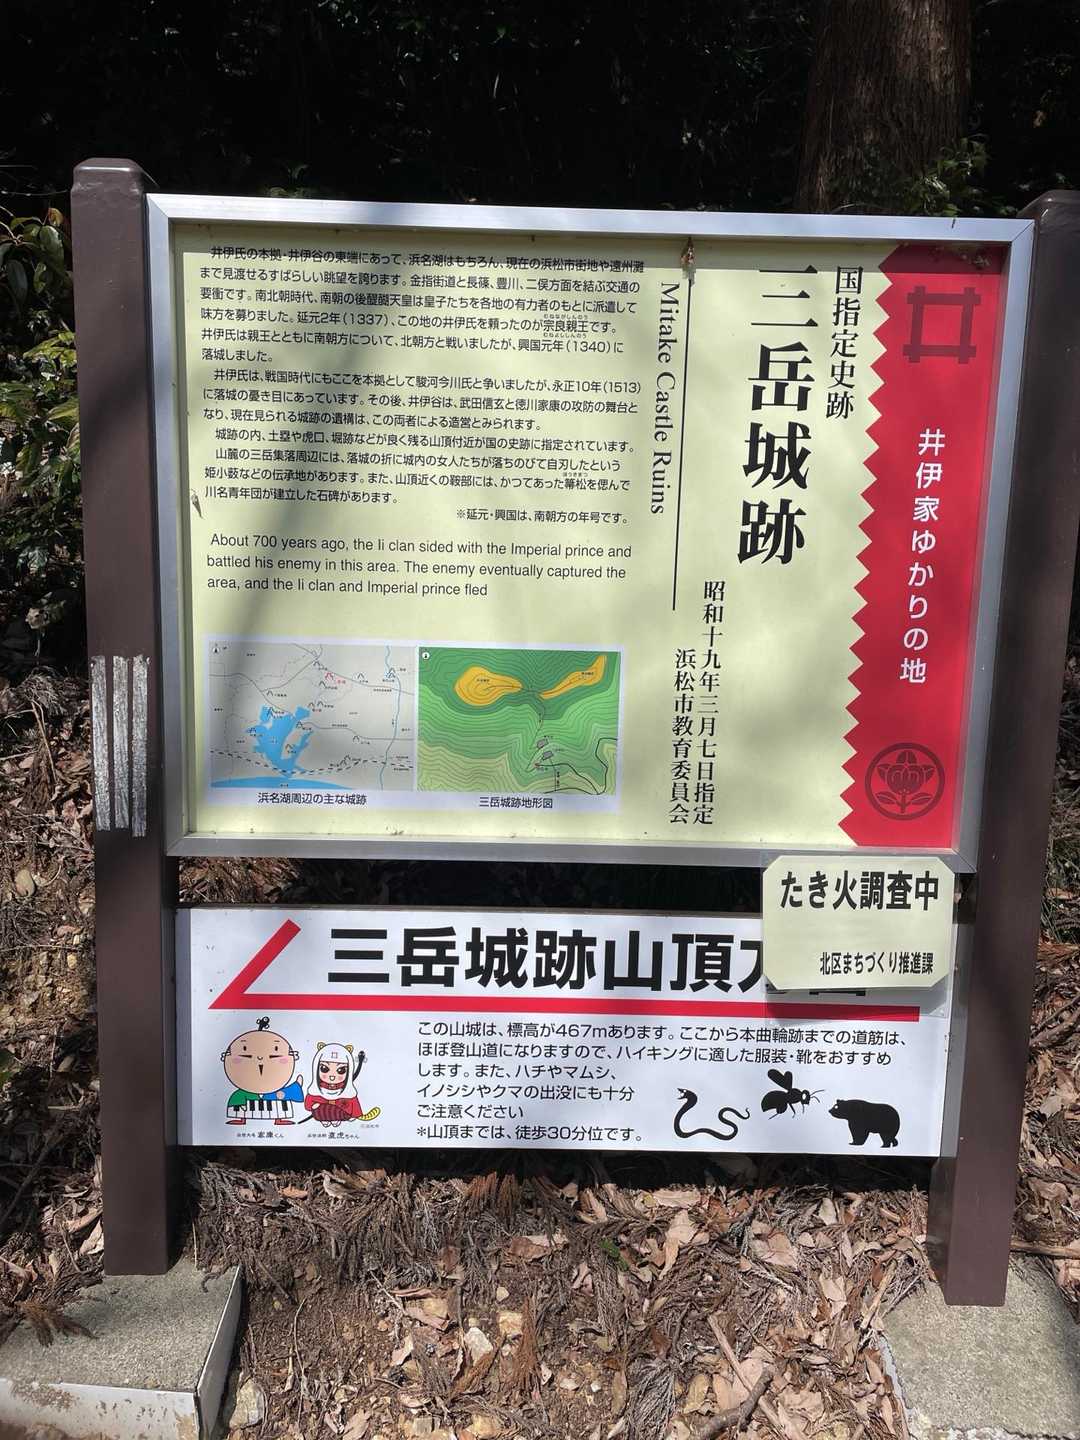 井伊家ゆかりの地
国指定史跡
三岳城跡
Mitake Castle Ruins
昭和十九年三月七日指定
浜松市教育委員会
井伊氏の本拠・井伊谷の東端にあって、浜名湖はもちろん、現在の浜松市街地や遠州灘
まで見渡せるすばらしい眺望を誇ります。金指街道と長篠、豊川、二俣方面を結ぶ交通の
要衝です。南北朝時代、南朝の後醍醐天皇は皇子たちを各地の有力者のもとに派遣して
味方を募りました。延元2年(1337)、この地の井伊氏を頼ったのが宗良親王です。
井伊氏は親王とともに南朝方について、北朝方と戦いましたが、興国元年(1340)に
落城しました。
井伊氏は、戦国時代にもここを本拠として駿河今川氏と争いましたが、永正10年(1513)
に落城の憂き目にあっています。その後、井伊谷は、武田信玄と徳川家康の攻防の舞台と
なり、現在見られる城跡の遺構は、この両者による造営とみられます。
城跡の内、土塁や虎口、堀跡などが良く残る山頂付近が国の史跡に指定されています。
山麓の三岳集落周辺には、落城の折に城内の女人たちが落ちのびて自刃したという
姫小藪などの伝承地があります。また、山頂近くの鞍部には、かつてあった箒松を偲んで
川名青年団が建立した石碑があります。
※延元・興国は、南朝方の年号です。
About 700 years ago, the Ii clan sided with the Imperial prince and
battled his enemy in this area. The enemy eventually captured the
area, and the Ii clan and Imperial prince fled
浜名湖周辺の主な城跡
三岳城跡地形図
たき火調査中
北区まちづくり推進課
三岳城跡山頂
この山城は、標高が467mあります。ここから本曲輪跡までの道筋は、
ほぼ登山道になりますので、ハイキングに適した服装・靴をおすすめ
します。また、ハチやマムシ、
イノシシやクマの出没にも十分
ご注意ください
*山頂までは、徒歩30分位です。
出世大名 家康くん
出世法師 直虎ちゃん